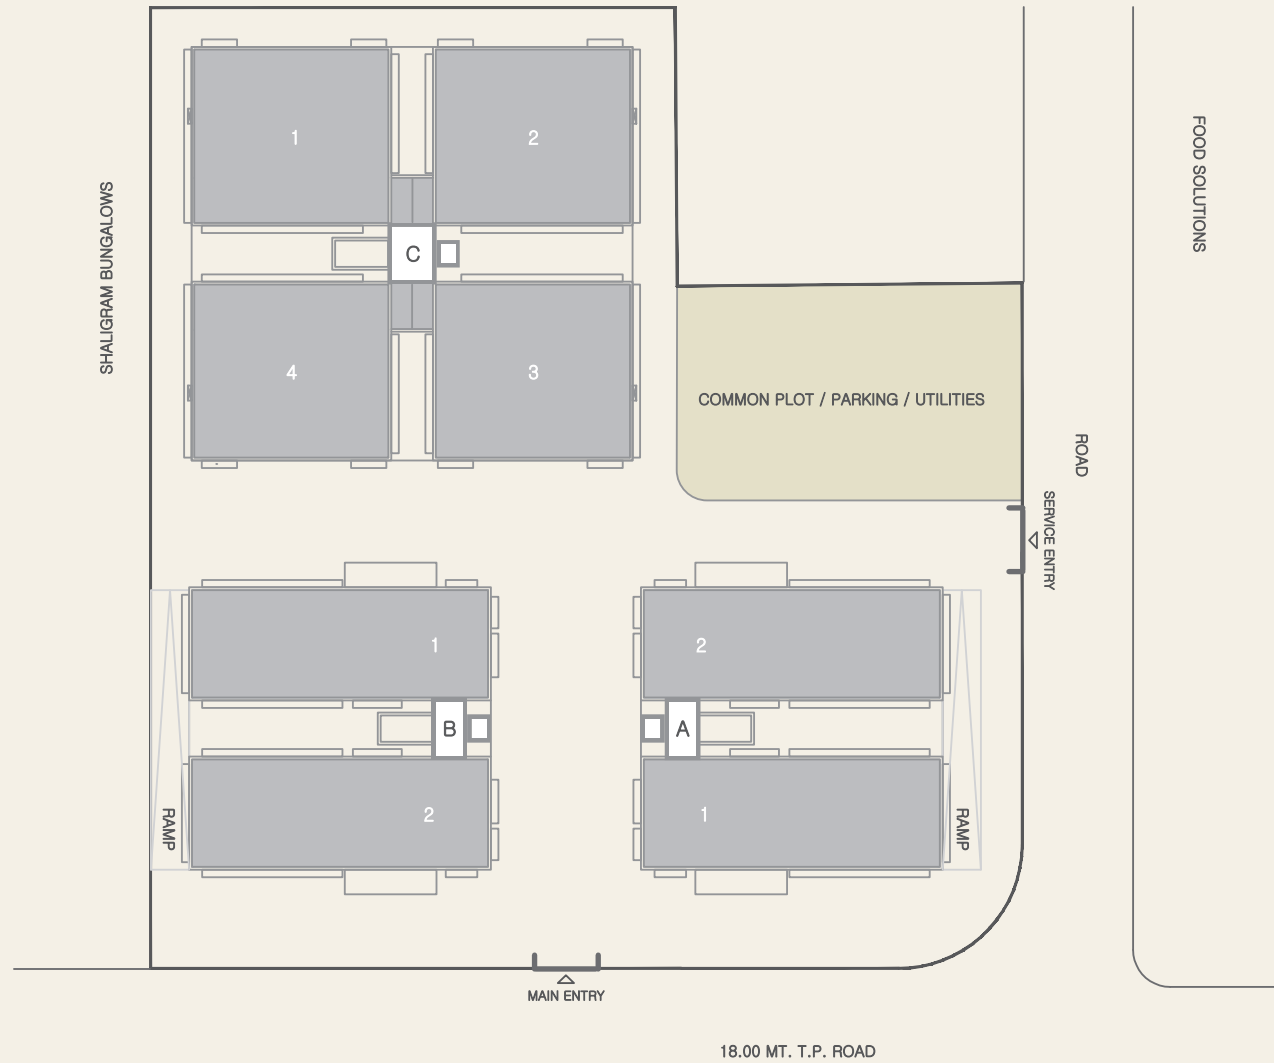 1
2
FOOD SOLUTIONS
SHALIGRAM BUNGALOWS
C
4
3
COMMON PLOT / PARKING / UTILITIES
ROAD
SERVICE ENTRY
1
2
B
A
2
1
RAMP
RAMP
MAIN ENTRY
18.00 MT. T.P. ROAD